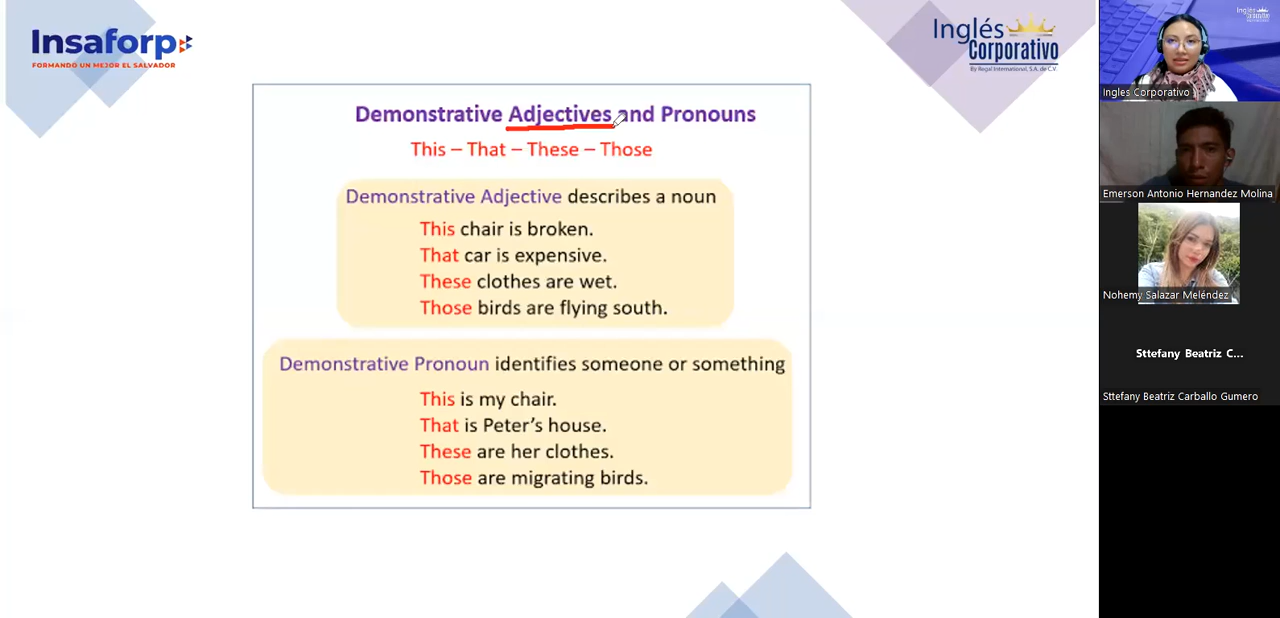 Insaforp
FORMANDO UN MEJOR EL SALVADOR
Inglés
Corporativo
By Regal International, S.A. de C.V.
Demonstrative Adjectives and Pronouns
This – That – These – Those
Demonstrative Adjective describes a noun
This chair is broken.
That car is expensive.
These clothes are wet.
Those birds are flying south.
Demonstrative Pronoun identifies someone or something
This is my chair.
That is Peter's house.
These are her clothes.
Those are migrating birds.
Inglés
Corporativo
Ingles Corporativo
Emerson Antonio Hernandez Molina
Nohemy Salazar Meléndez
Sttefany Beatriz C...
Sttefany Beatriz Carballo Gumero